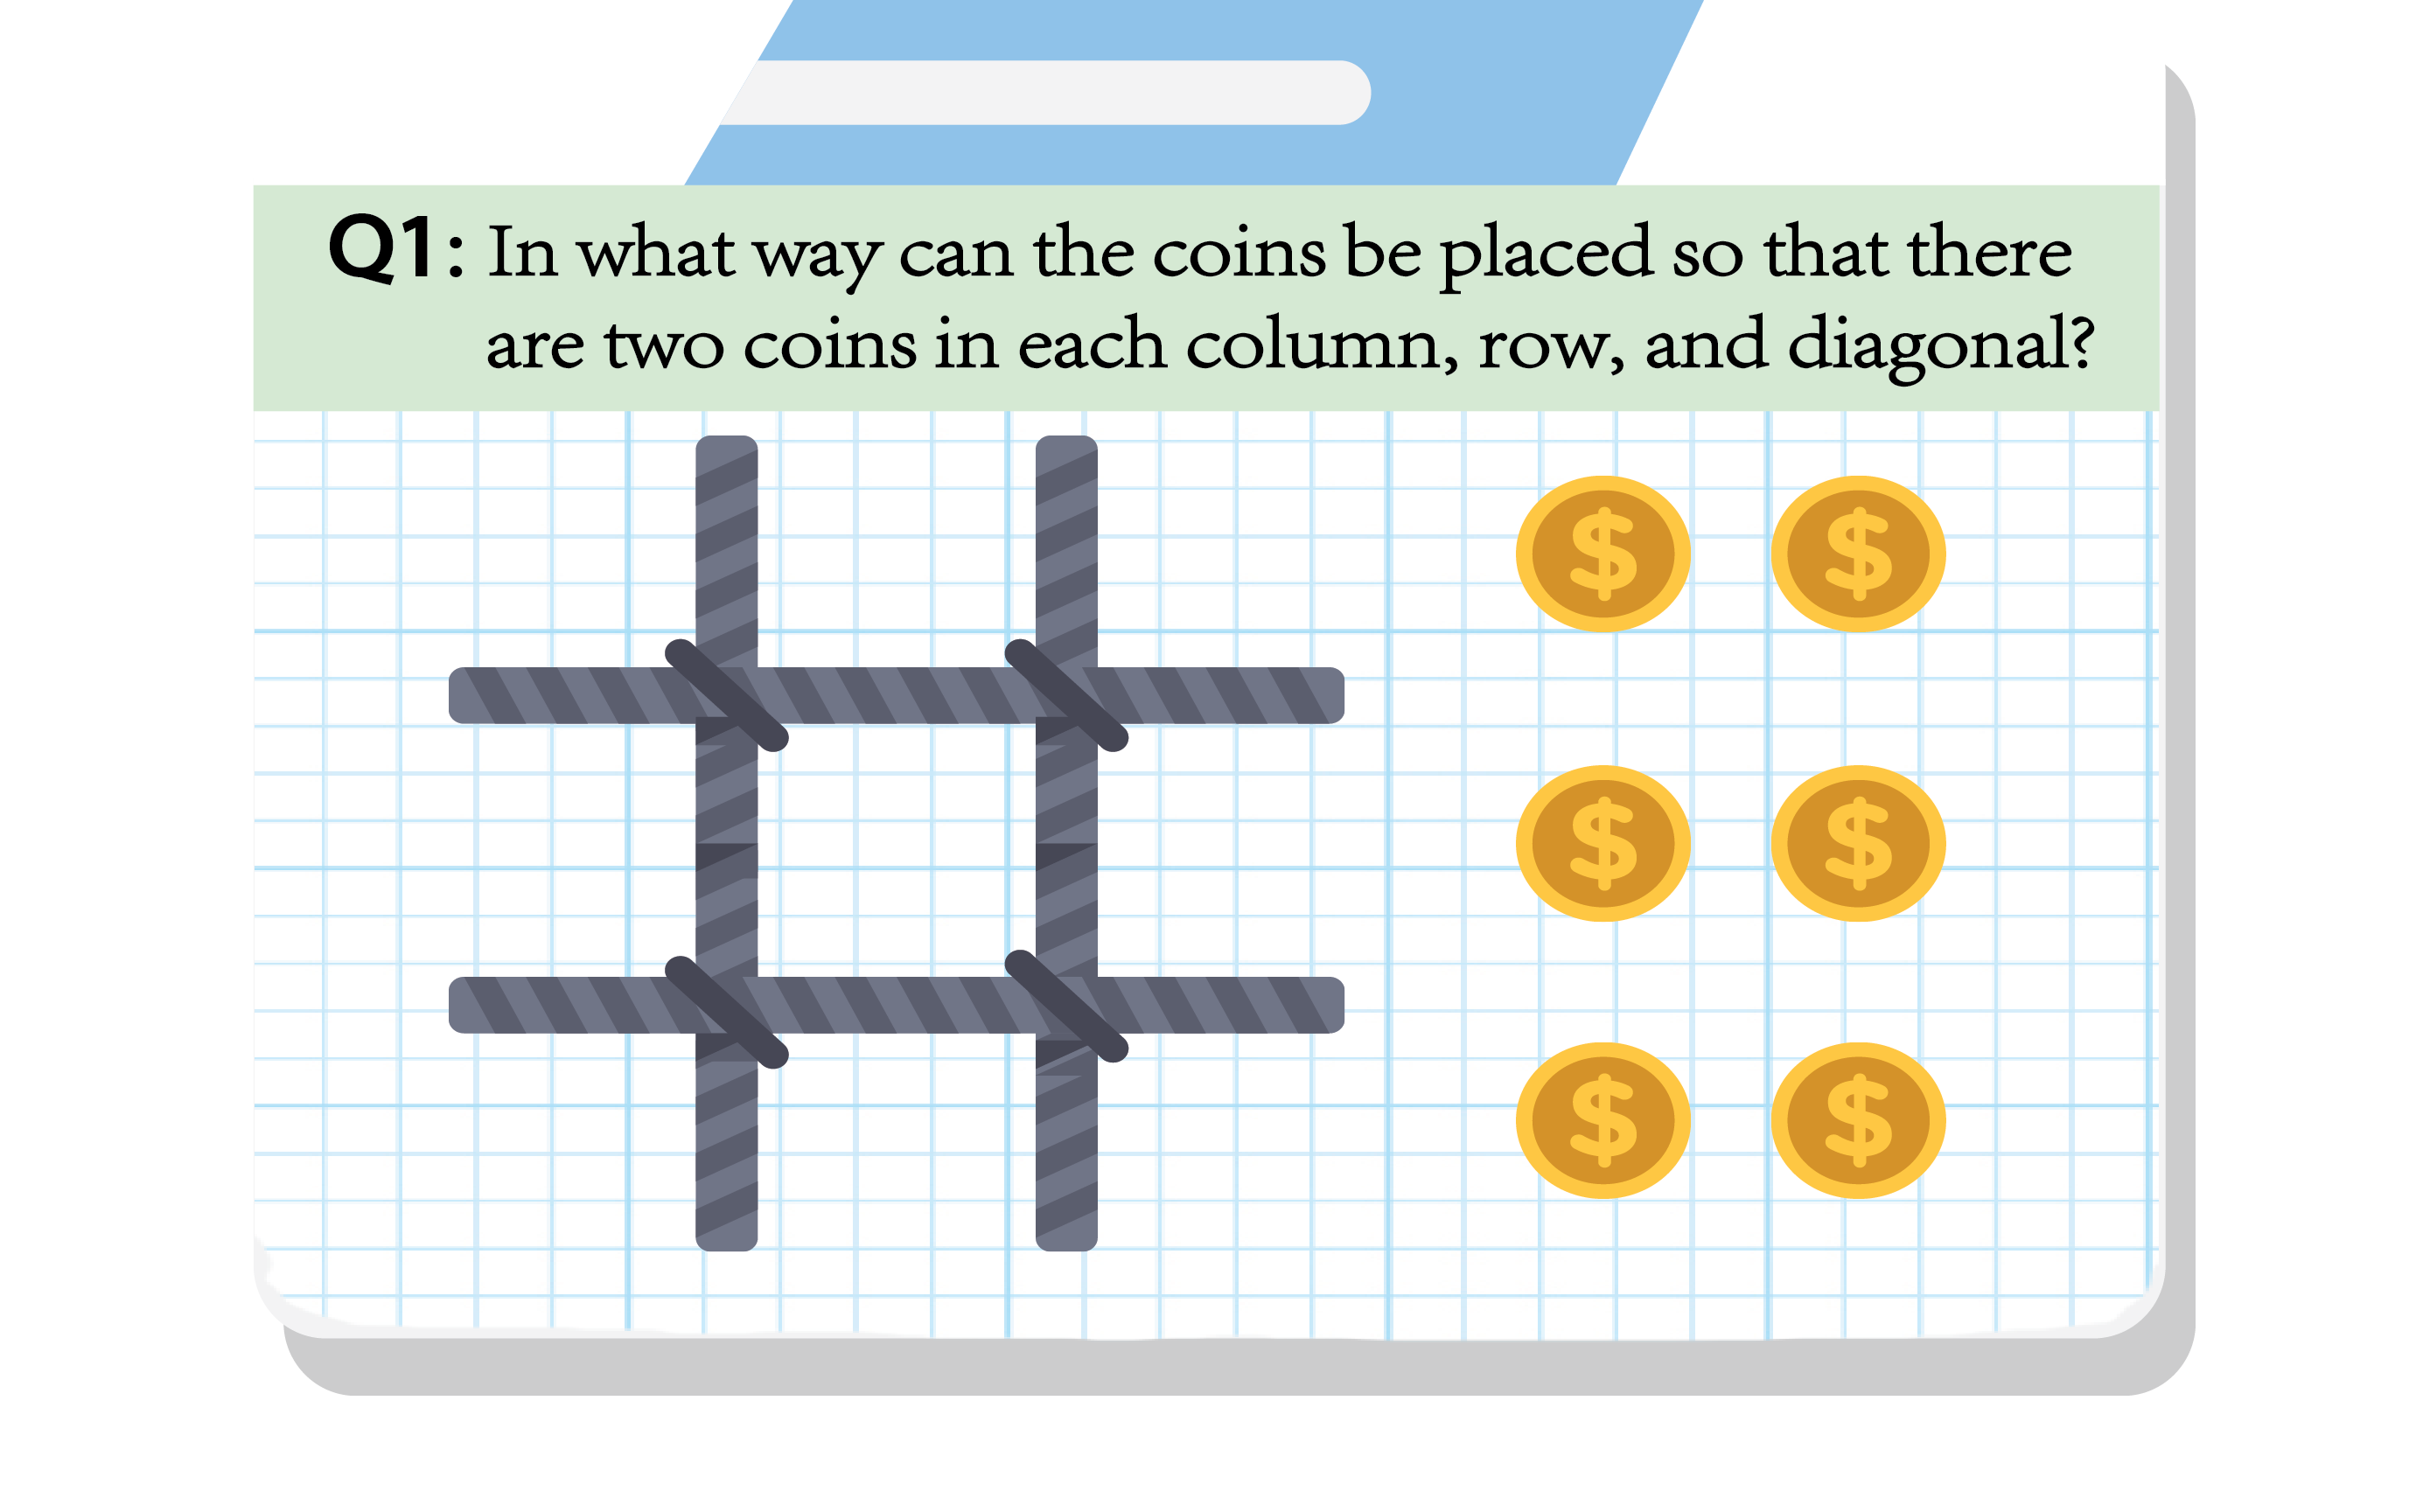 Q1: In what way can the coins be placed so that there
are two coins in each column, row, and diagonal?
$ $
$ $
$ $